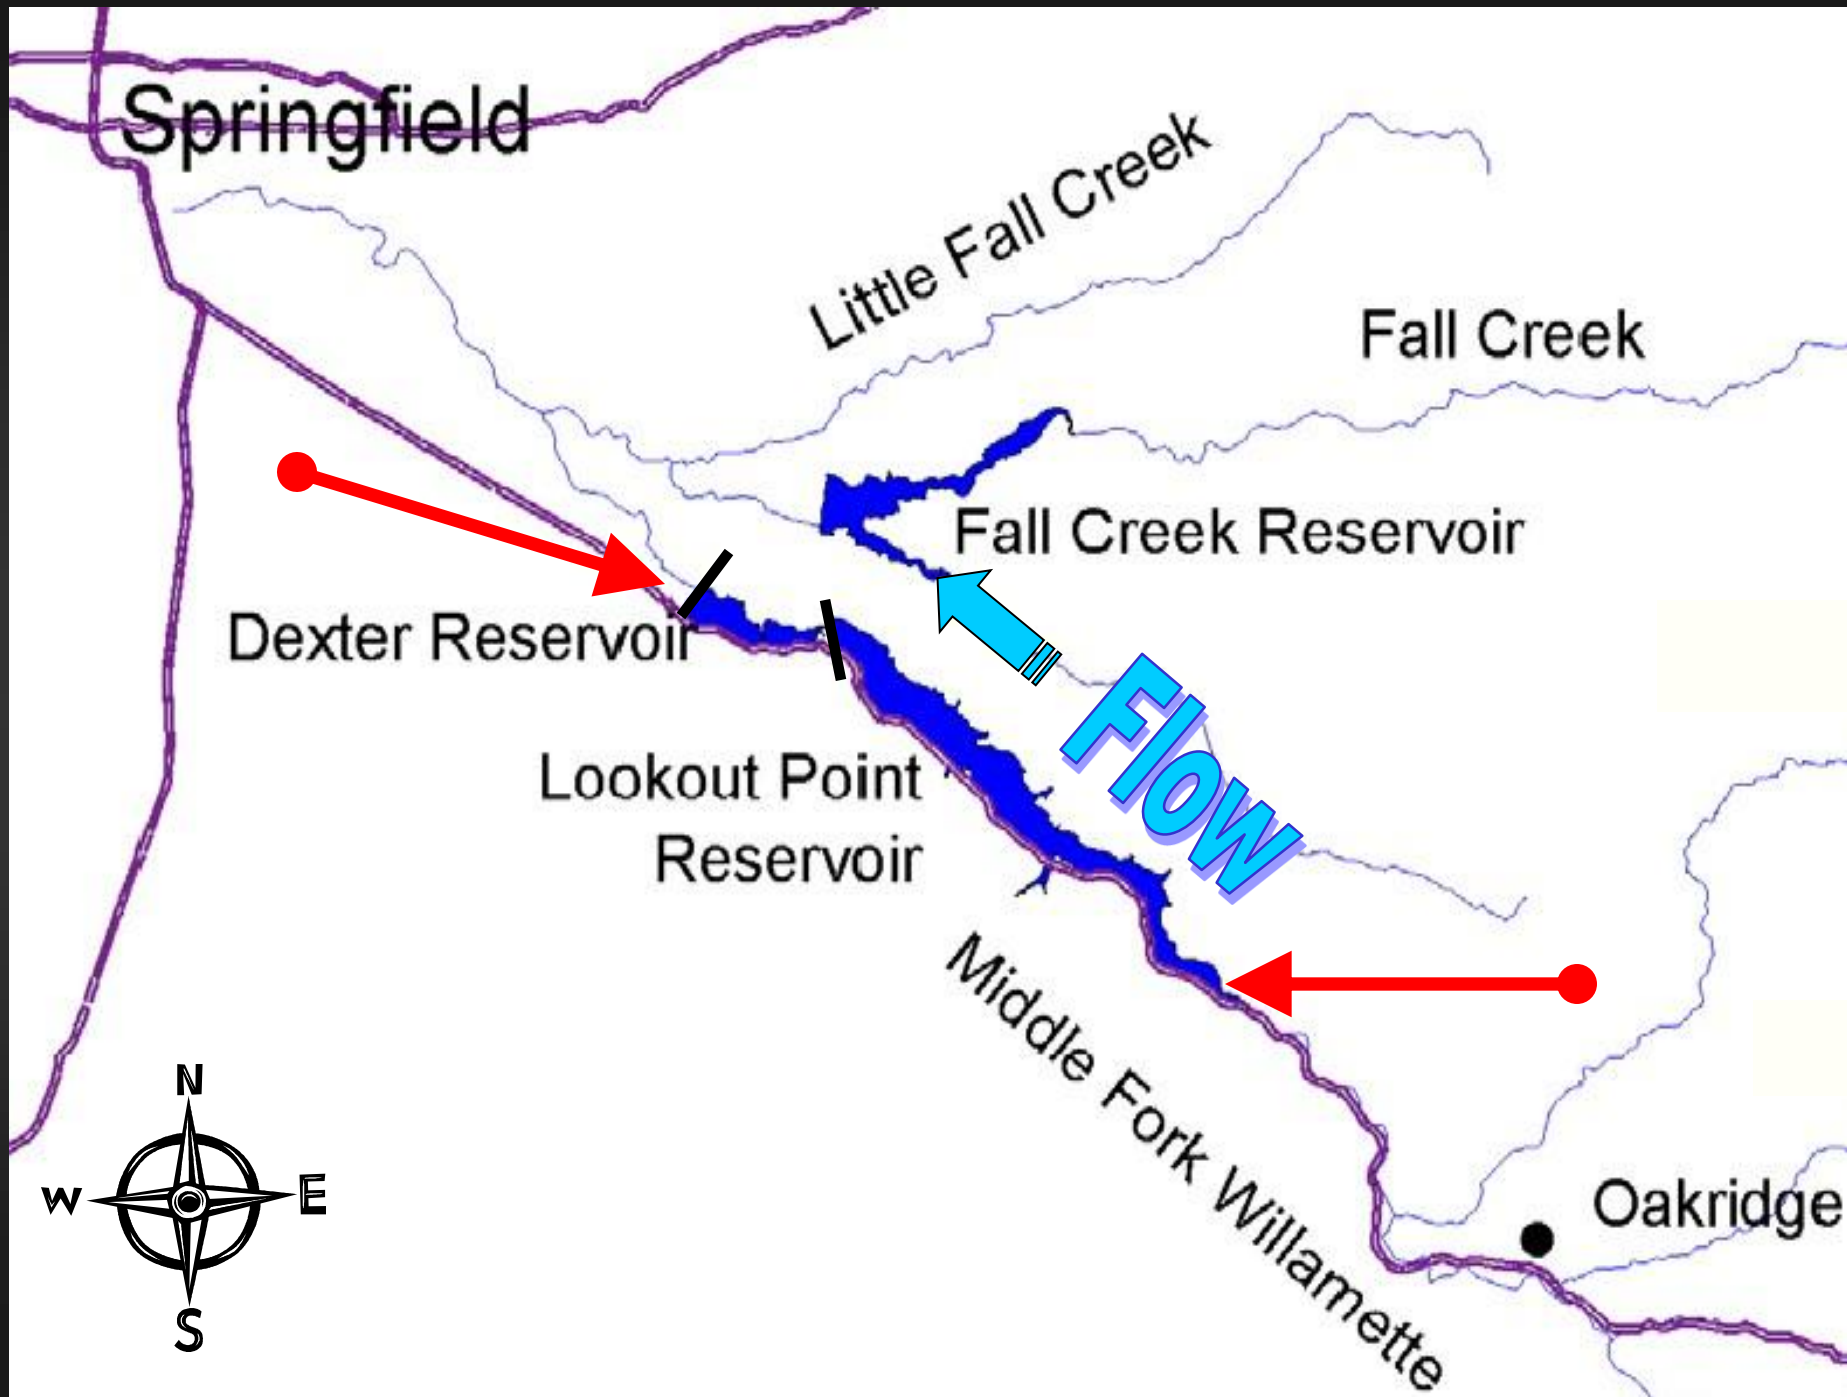 Springfield
Little Fall Creek
Fall Creek
Fall Creek Reservoir
Dexter Reservoir
Flow
Lookout Point
Reservoir
Middle Fork Willamette
Oakridge
N
W
E
S